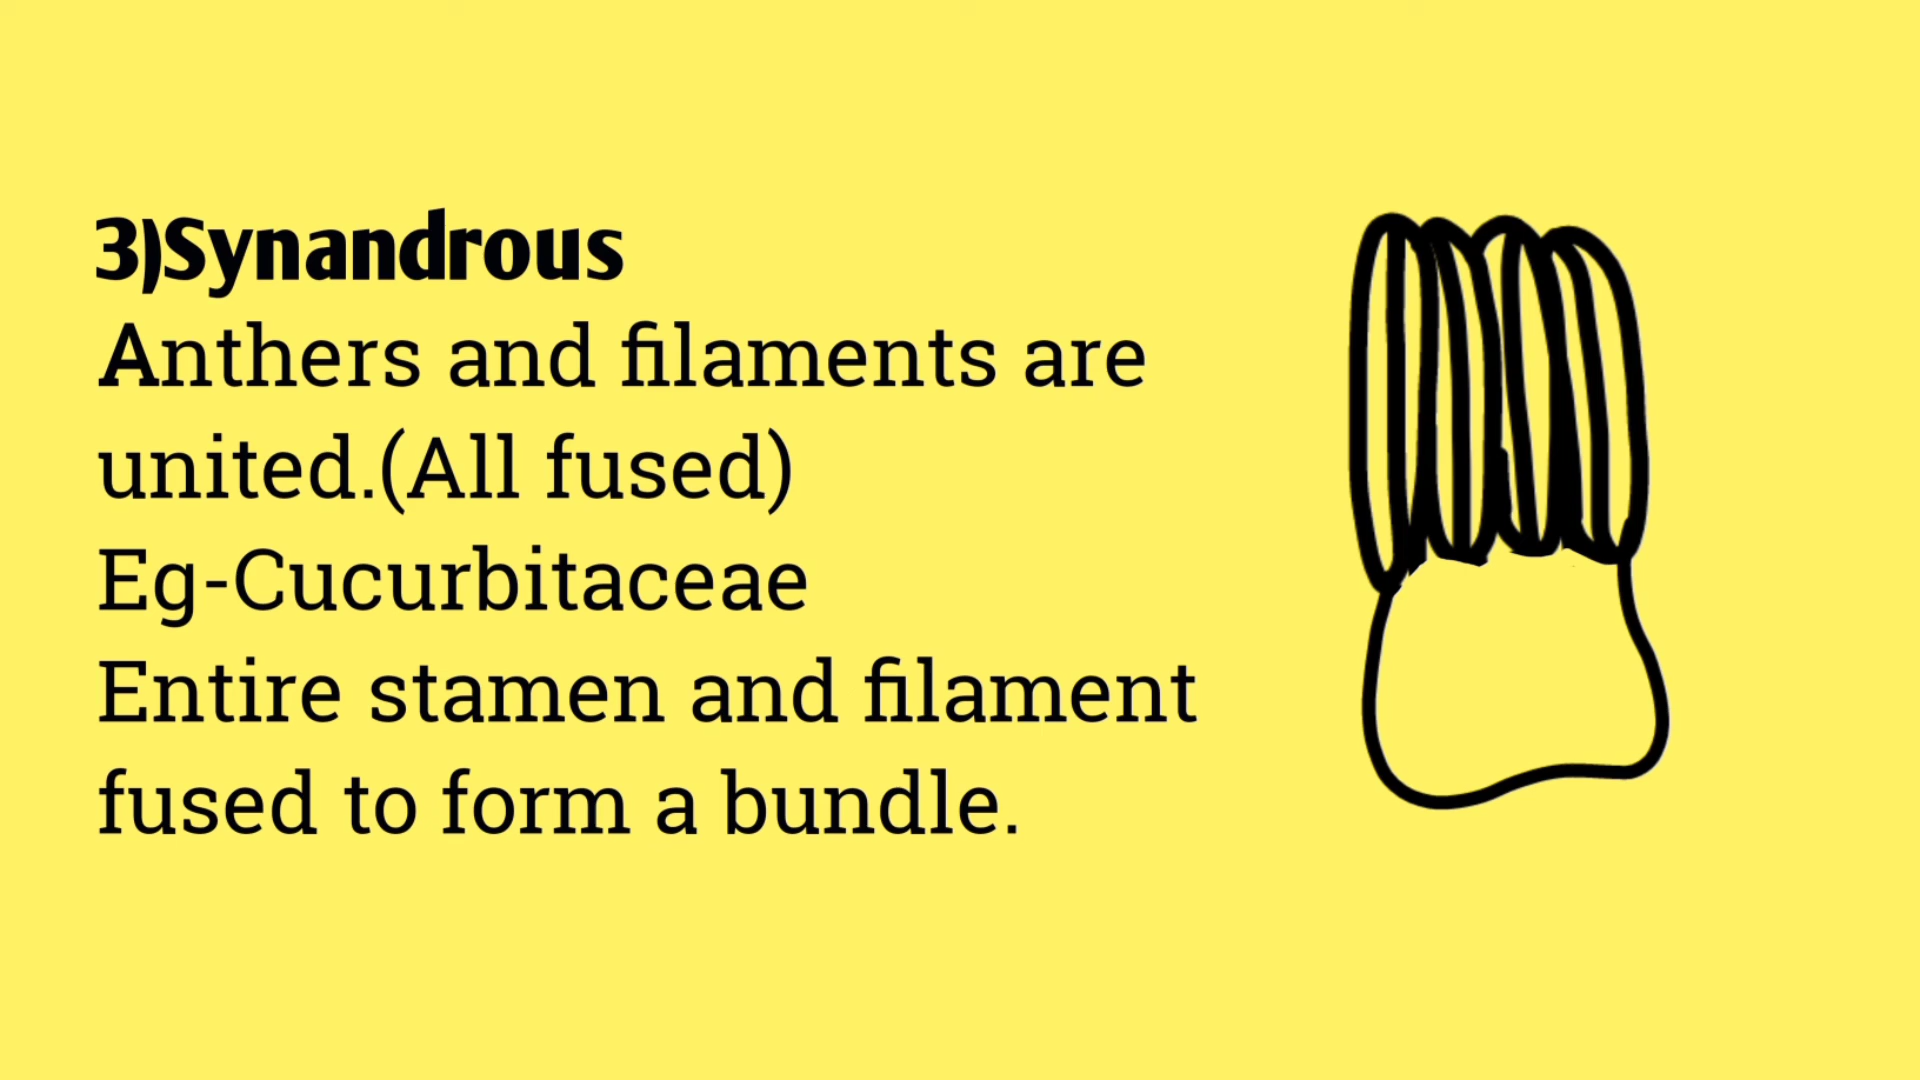 3)Synandrous
Anthers and filaments are
united.(All fused)
Eg-Cucurbitaceae
Entire stamen and filament
fused to form a bundle.